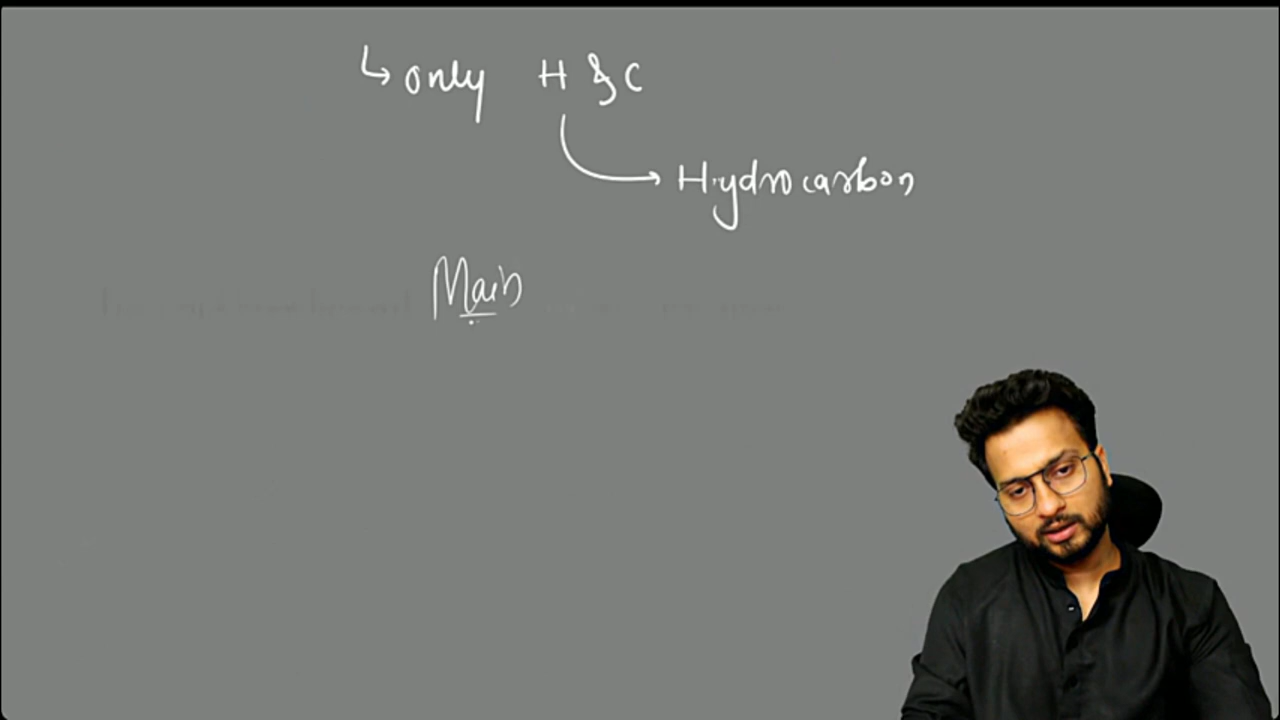 ↳ only H & C
→ Hydrocarbon
Main